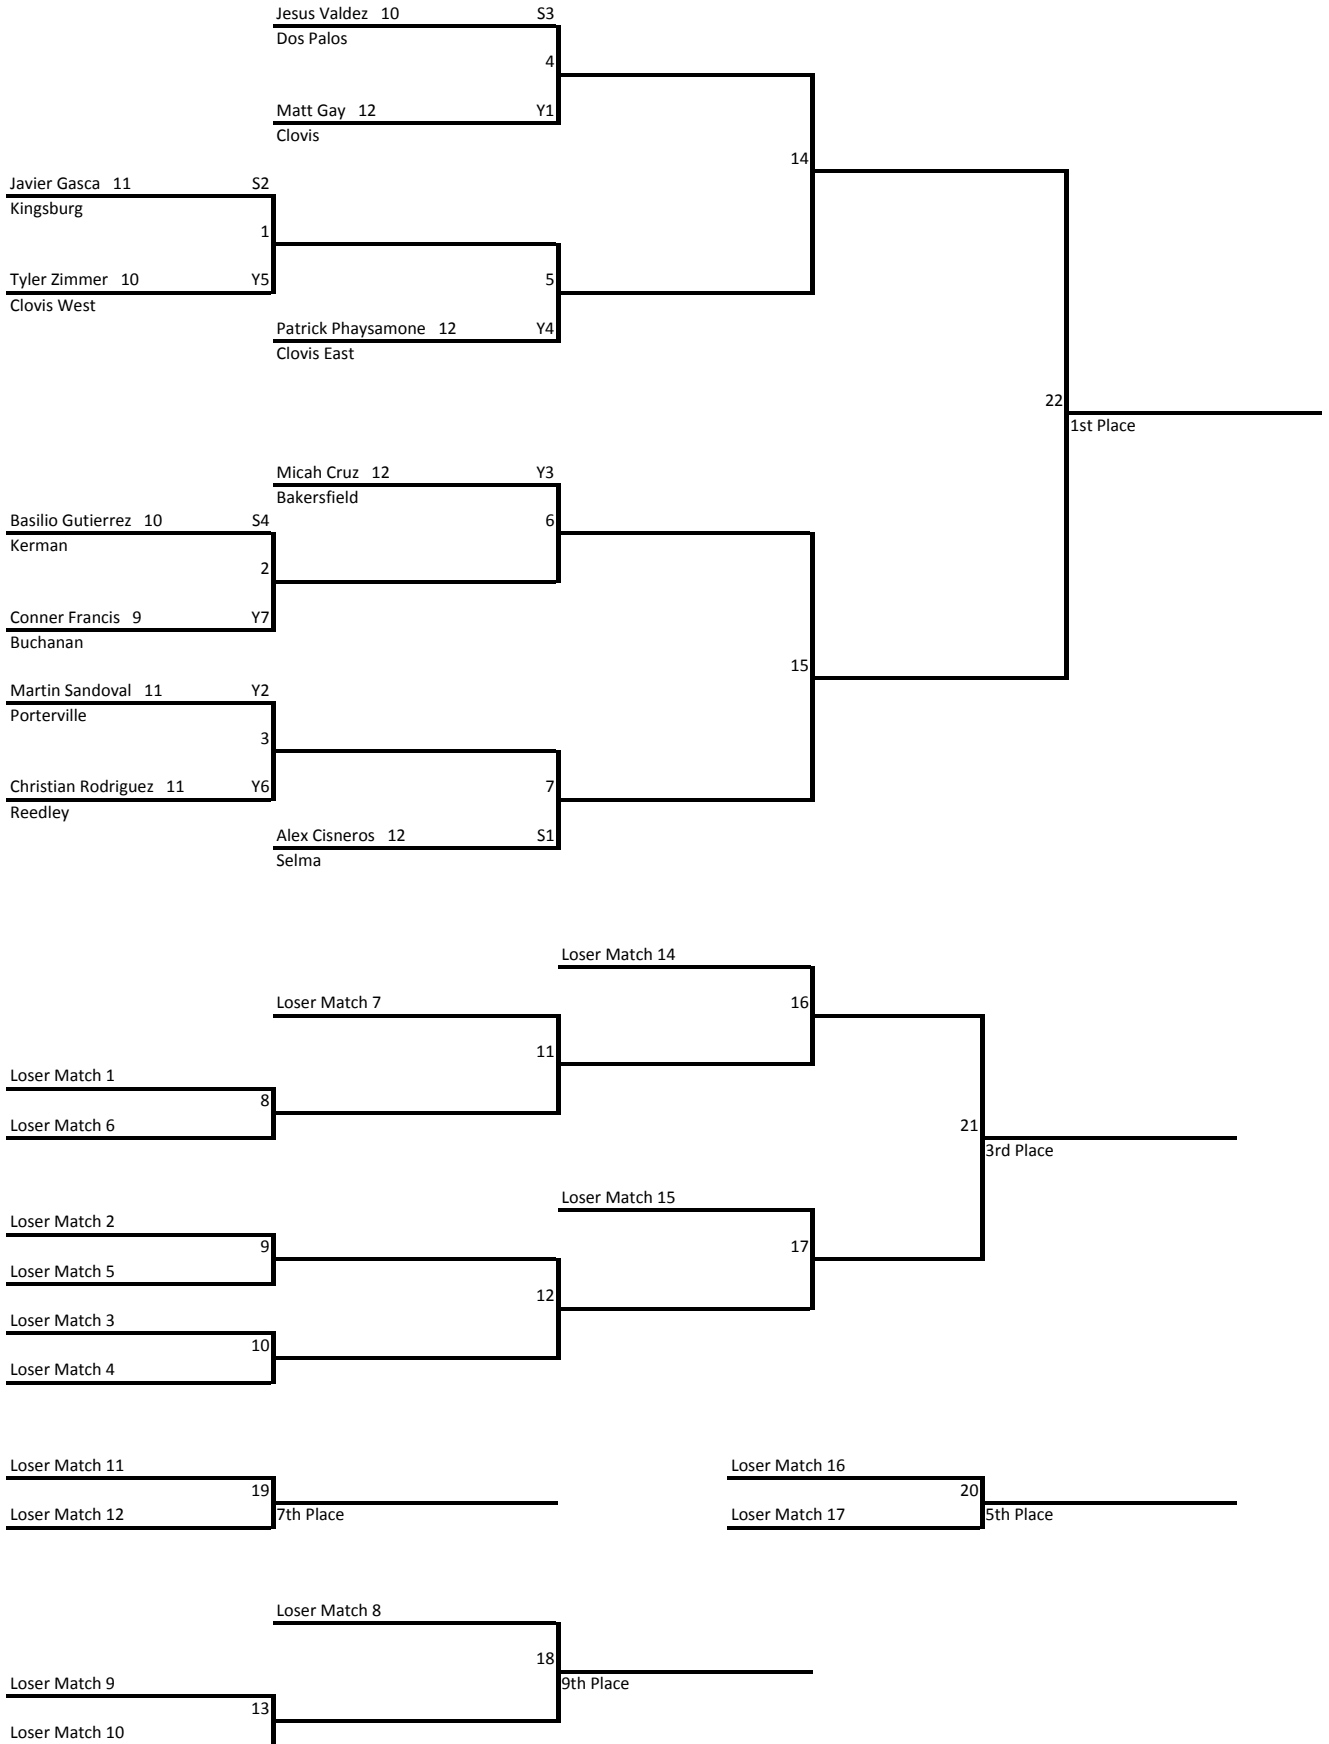 Jesus Valdez 10 S3
Dos Palos
4
Matt Gay 12 Y1
Clovis
14
Javier Gasca 11 S2
Kingsburg
1
Tyler Zimmer 10 Y5
5
Clovis West
Patrick Phaysamone 12 Y4
Clovis East
22
1st Place
Micah Cruz 12 Y3
Bakersfield
Basilio Gutierrez 10 S4
6
Kerman
2
Conner Francis 9 Y7
Buchanan
15
Martin Sandoval 11 Y2
Porterville
3
Christian Rodriguez 11 Y6
7
Reedley
Alex Cisneros 12 S1
Selma
Loser Match 14
Loser Match 7
16
11
Loser Match 1
8
Loser Match 6
21
3rd Place
Loser Match 15
Loser Match 2
9
17
Loser Match 5
12
Loser Match 3
10
Loser Match 4
Loser Match 11
19
Loser Match 12
7th Place
Loser Match 16
20
Loser Match 17
5th Place
Loser Match 8
18
9th Place
Loser Match 9
13
Loser Match 10